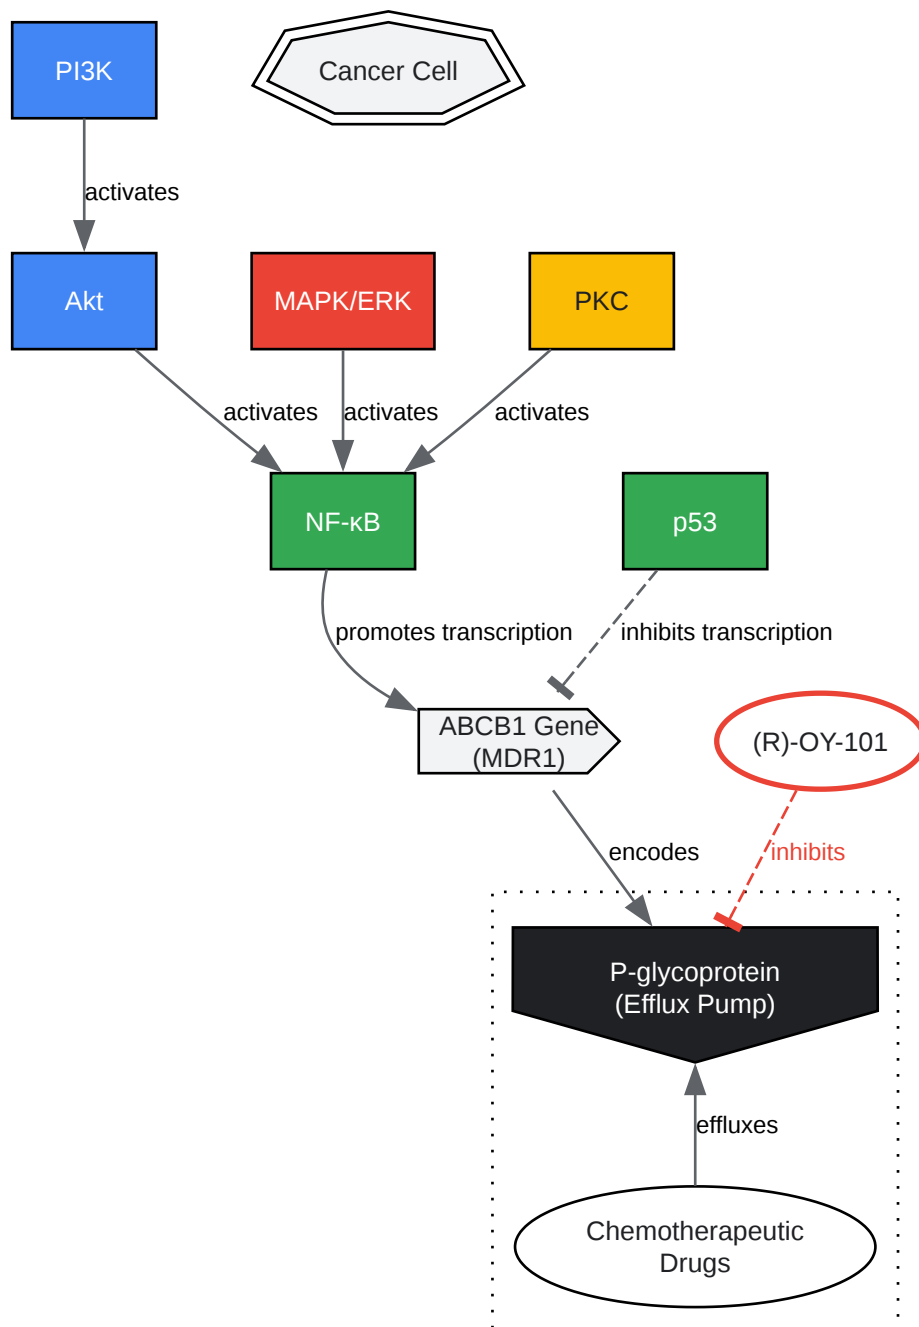 PI3K
Cancer Cell
activates
Akt
MAPK/ERK
PKC
activates
activates
activates
NF-κB
p53
promotes transcription
inhibits transcription
ABCB1 Gene
(MDR1)
(R)-OY-101
encodes
inhibits
P-glycoprotein
(Efflux Pump)
effluxes
Chemotherapeutic
Drugs